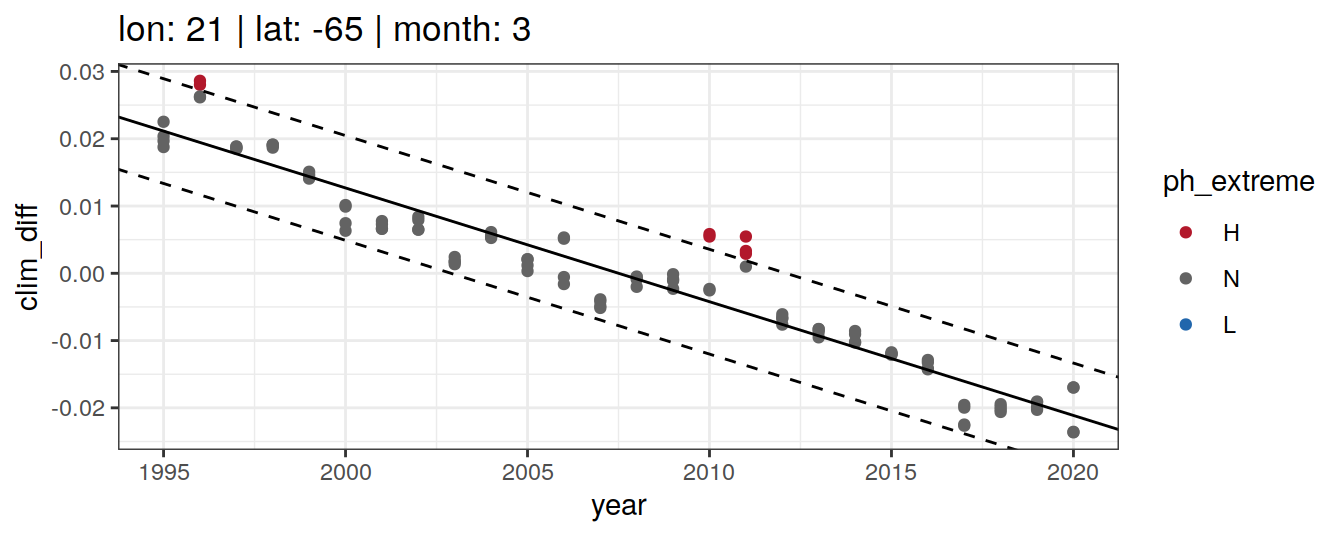 lon: 21 | lat: -65 | month: 3
0.03
0.02
0.01
0.00
-0.01
-0.02
clim_diff
1995 2000 2005 2010 2015 2020
year
ph_extreme
H
N
L